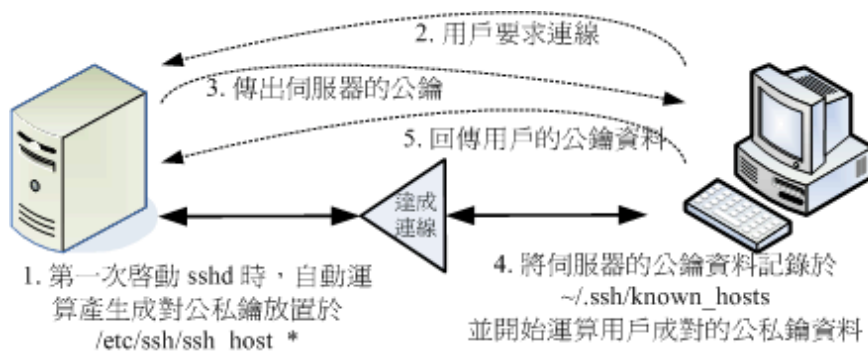 2. 用戶要求連線
3. 傳出伺服器的公鑰
5. 回傳用戶的公鑰資料
達成
連線
1. 第一次啓動 sshd 時，自動運
算產生成對公私鑰放置於
/etc/ssh/ssh_host_*
4. 將伺服器的公鑰資料記錄於
~/.ssh/known_hosts
並開始運算用戶成對的公私鑰資料